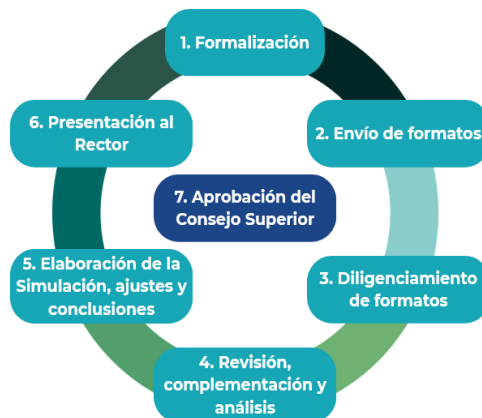 1. Formalización
2. Envío de formatos
3. Diligenciamiento
de formatos
4. Revisión,
complementación y
análisis
5. Elaboración de la
Simulación, ajustes y
conclusiones
6. Presentación al
Rector
7. Aprobación del
Consejo Superior